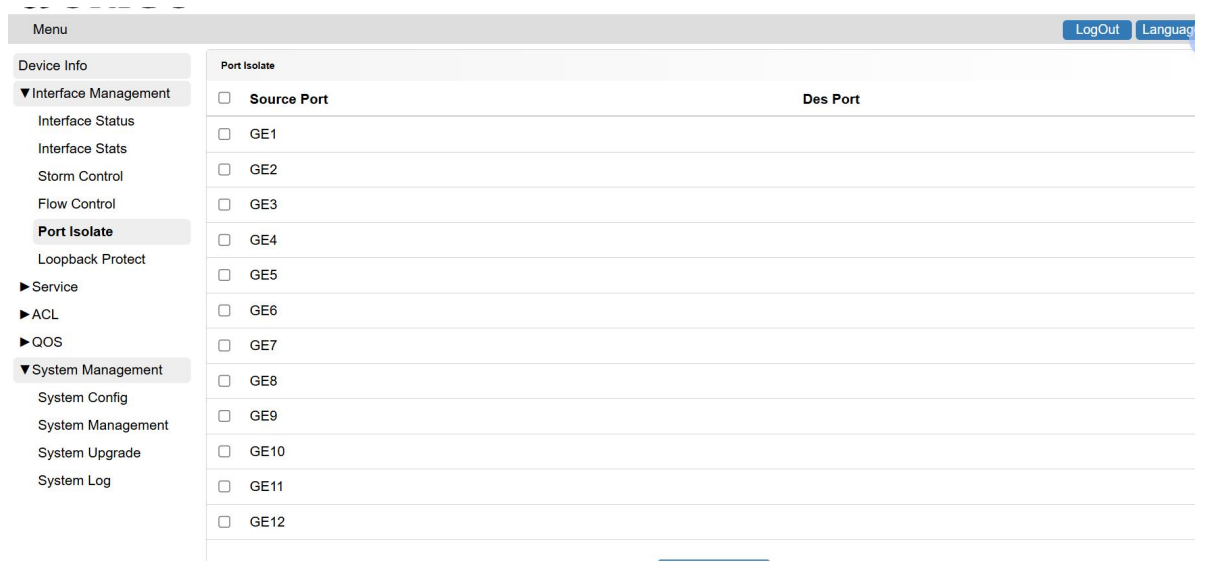 Menu
LogOut
Device Info
▼Interface Management
Interface Status
Interface Stats
Storm Control
Flow Control
Port Isolate
Loopback Protect
►Service
►ACL
►QOS
▼System Management
System Config
System Management
System Upgrade
System Log
Port Isolate
Source Port Des Port
GE1
GE2
GE3
GE4
GE5
GE6
GE7
GE8
GE9
GE10
GE11
GE12